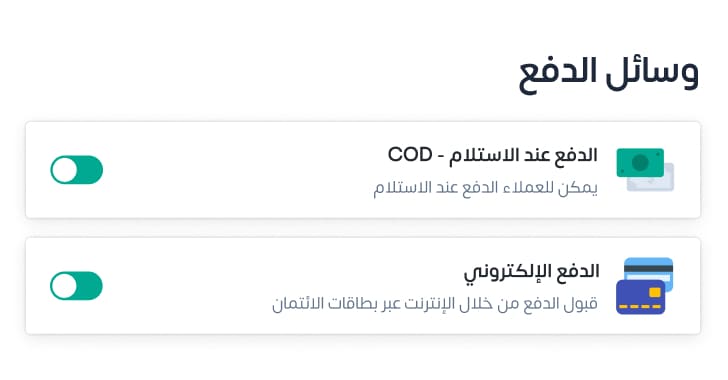 وسائل الدفع
الدفع عند الاستلام - COD
يمكن للعملاء الدفع عند الاستلام
الدفع الإلكتروني
قبول الدفع من خلال الإنترنت عبر بطاقات الائتمان